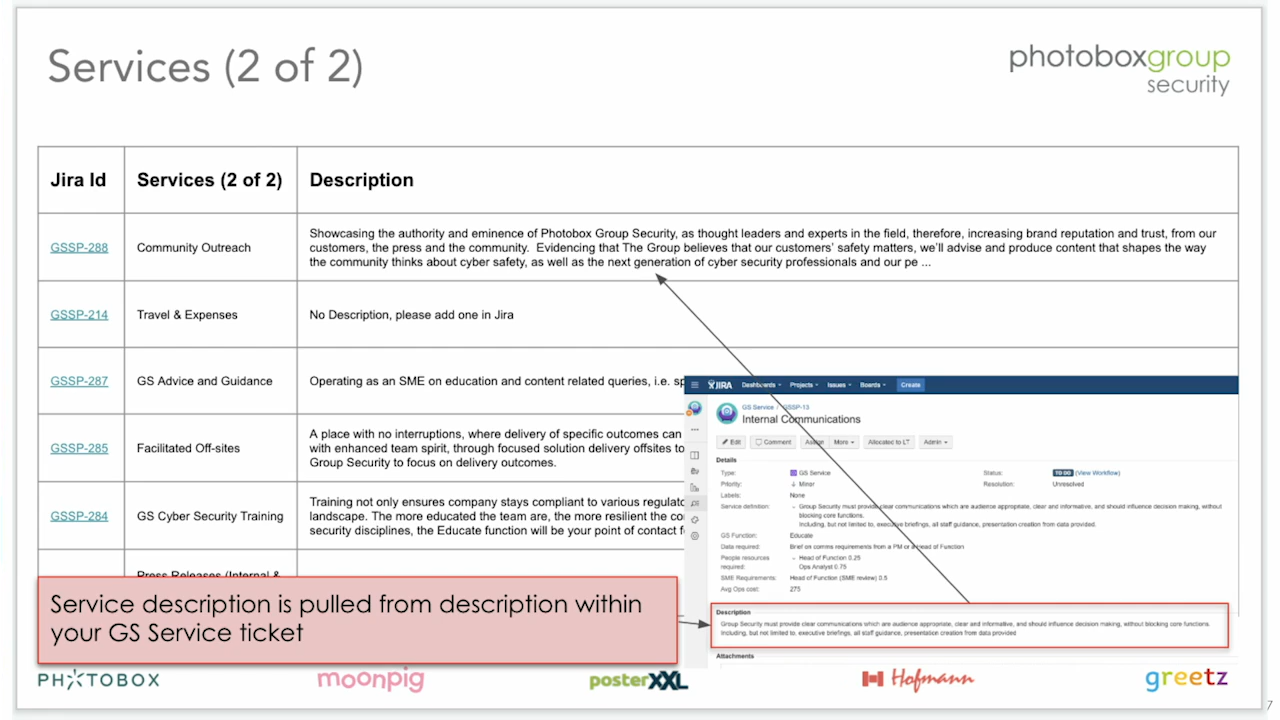 Services (2 of 2)
photoboxgroup
security
Jira Id
Services (2 of 2)
Description
GSSP-288
Community Outreach
Showcasing the authority and eminence of Photobox Group Security, as thought leaders and experts in the field, therefore, increasing brand reputation and trust, from our
customers, the press and the community. Evidencing that The Group believes that our customers' safety matters, we'll advise and produce content that shapes the way
the community thinks about cyber safety, as well as the next generation of cyber security professionals and our pe ...
GSSP-214
Travel & Expenses
No Description, please add one in Jira
GSSP-287
GS Advice and Guidance
Operating as an SME on education and content related queries, i.e. sp
GSSP-285
Facilitated Off-sites
A place with no interruptions, where delivery of specific outcomes can
with enhanced team spirit, through focused solution delivery offsites to
Group Security to focus on delivery outcomes.
GSSP-284
GS Cyber Security Training
Training not only ensures company stays compliant to various regulato
landscape. The more educated the team are, the more resilient the co
security disciplines, the Educate function will be your point of contact f
Press Releases (Internal &
JIRA
Dashboards
Projects
Issues
Boards
Create
GS Service / GSSP-13
Internal Communications
Edit
Comment
Assign
More
Allocated to LT
Admin
Details
Type:
GS Service
Status:
TO DO (View Workflow)
Priority:
Minor
Resolution:
Unresolved
Labels:
None
Service definition:
- Group Security must provide clear communications which are audience appropriate, clear and informative, and should influence decision making, without
blocking core functions.
Including, but not limited to, executive briefings, all staff guidance, presentation creation from data provided.
GS Function:
Educate
Data required:
Brief on comms requirements from a PM or a Head of Function
People resources
required:
- Head of Function 0.25
Ops Analyst 0.75
SME Requirements:
Head of Function (SME review) 0.5
Avg Ops cost:
275
Description
Group Security must provide clear communications which are audience appropriate, clear and informative, and should influence decision making, without blocking core functions.
Including, but not limited to, executive briefings, all staff guidance, presentation creation from data provided
Attachments
Service description is pulled from description within
your GS Service ticket
PHOTOBOX
moonpig
posterXXL
Hofmann
greetz
7